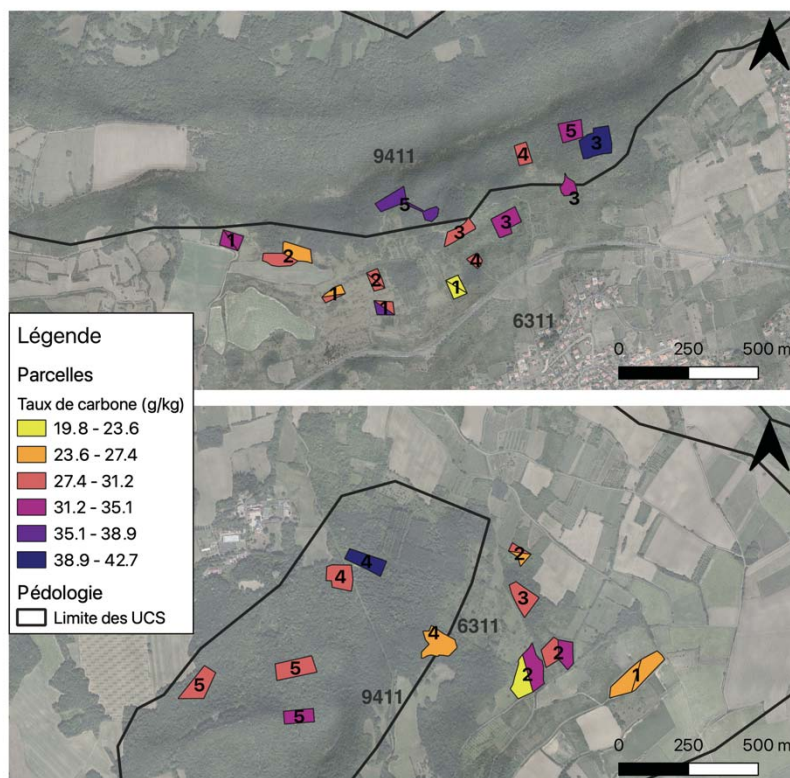 5
3
9411
4
3
5
1
3
3
2
4
2
1
1
1
6311
0 250 500 m
Légende
Parcelles
Taux de carbone (g/kg)
19.8 - 23.6
23.6 - 27.4
27.4 - 31.2
31.2 - 35.1
35.1 - 38.9
38.9 - 42.7
Pédologie
Limite des UCS
2
4
4
3
6311
4
2
2
1
5
5
9411
5
0 250 500 m